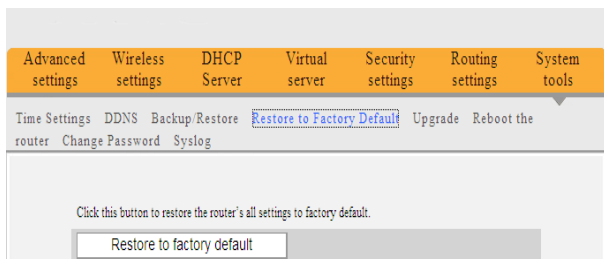 Advanced settings Wireless settings DHCP Server Virtual server Security settings Routing settings System tools
Time Settings DDNS Backup/Restore Restore to Factory Default Upgrade Reboot the
router Change Password Syslog
Click this button to restore the router's all settings to factory default.
Restore to factory default